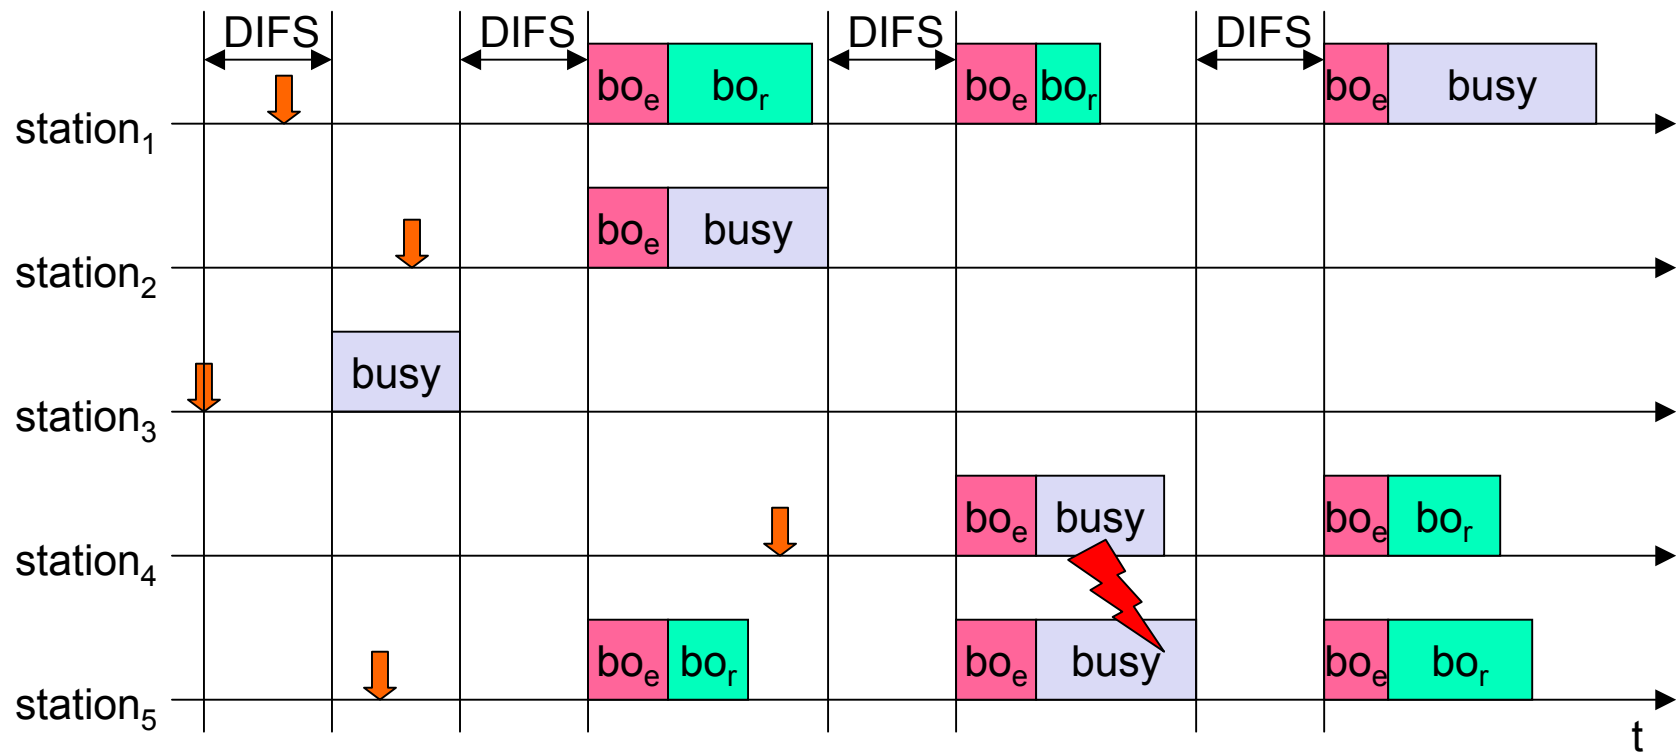 DIFS DIFS DIFS DIFS
station₁ boₑ boᵣ boₑ boᵣ boₑ busy
station₂ boₑ busy
station₃ busy
station₄ boₑ busy boₑ boᵣ
station₅ boₑ boᵣ boₑ busy boₑ boᵣ
t